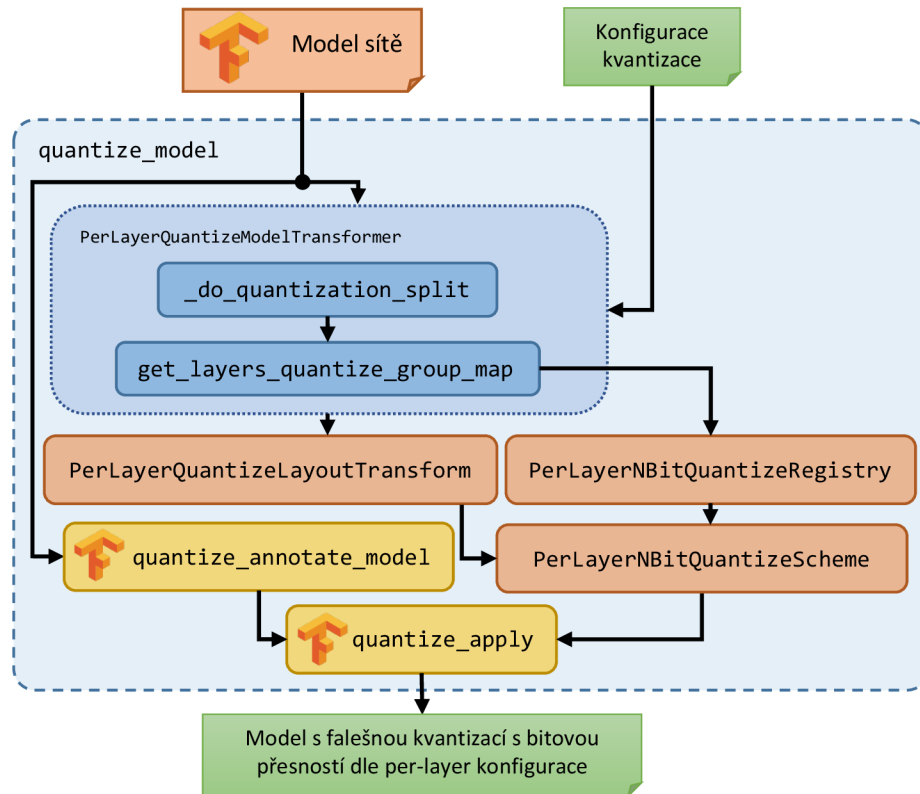 Model sítě
Konfigurace
kvantizace
quantize_model
PerLayerQuantizeModelTransformer
_do_quantization_split
get_layers_quantize_group_map
PerLayerQuantizeLayoutTransform
PerLayerNBitQuantizeRegistry
quantize_annotate_model
PerLayerNBitQuantizeScheme
quantize_apply
Model s falešnou kvantizací s bitovou
přesností dle per-layer konfigurace